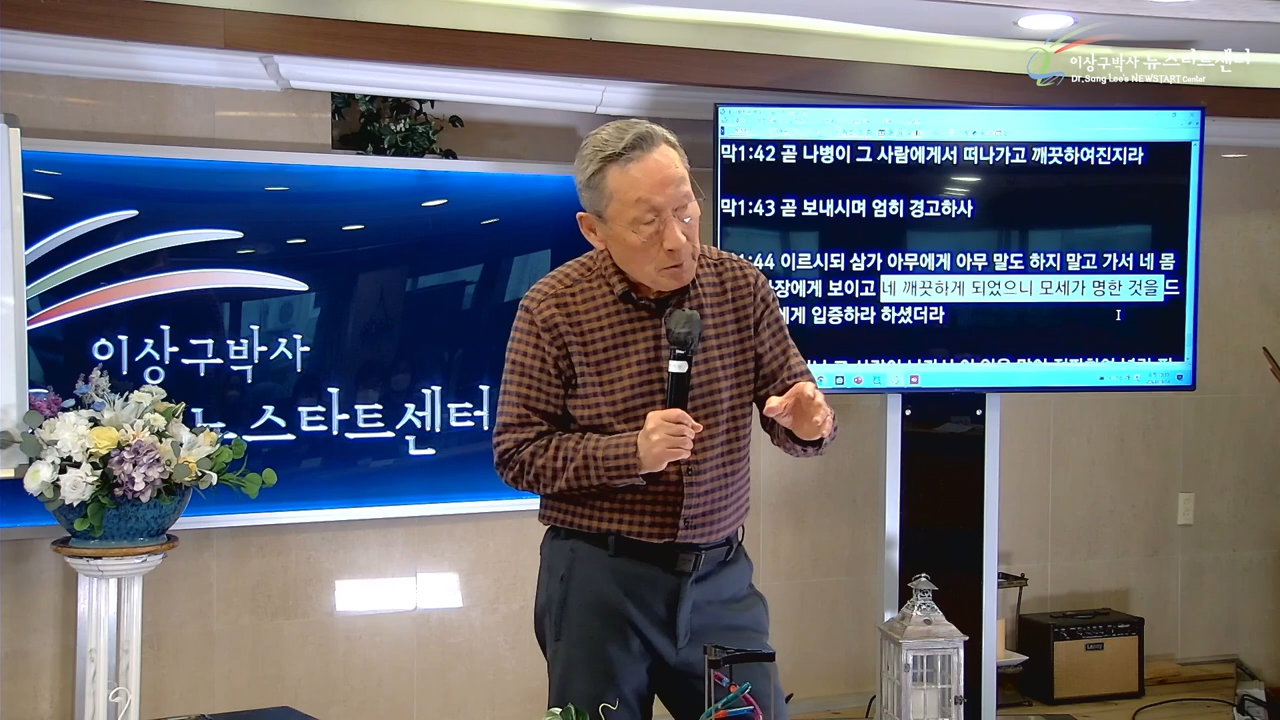 이상구박사 뉴스타트센터
Dr. Sang Lee's NEWSTART Center
막1:42 곧 나병이 그 사람에게서 떠나가고 깨끗하여진지라
막1:43 곧 보내시며 엄히 경고하사
44 이르시되 삼가 아무에게 아무 말도 하지 말고 가서 네 몸
장에게 보이고 네 깨끗하게 되었으니 모세가 명한 것을 드
에게 입증하라 하셨더라
이상구박사
뉴스타트센터
Laney